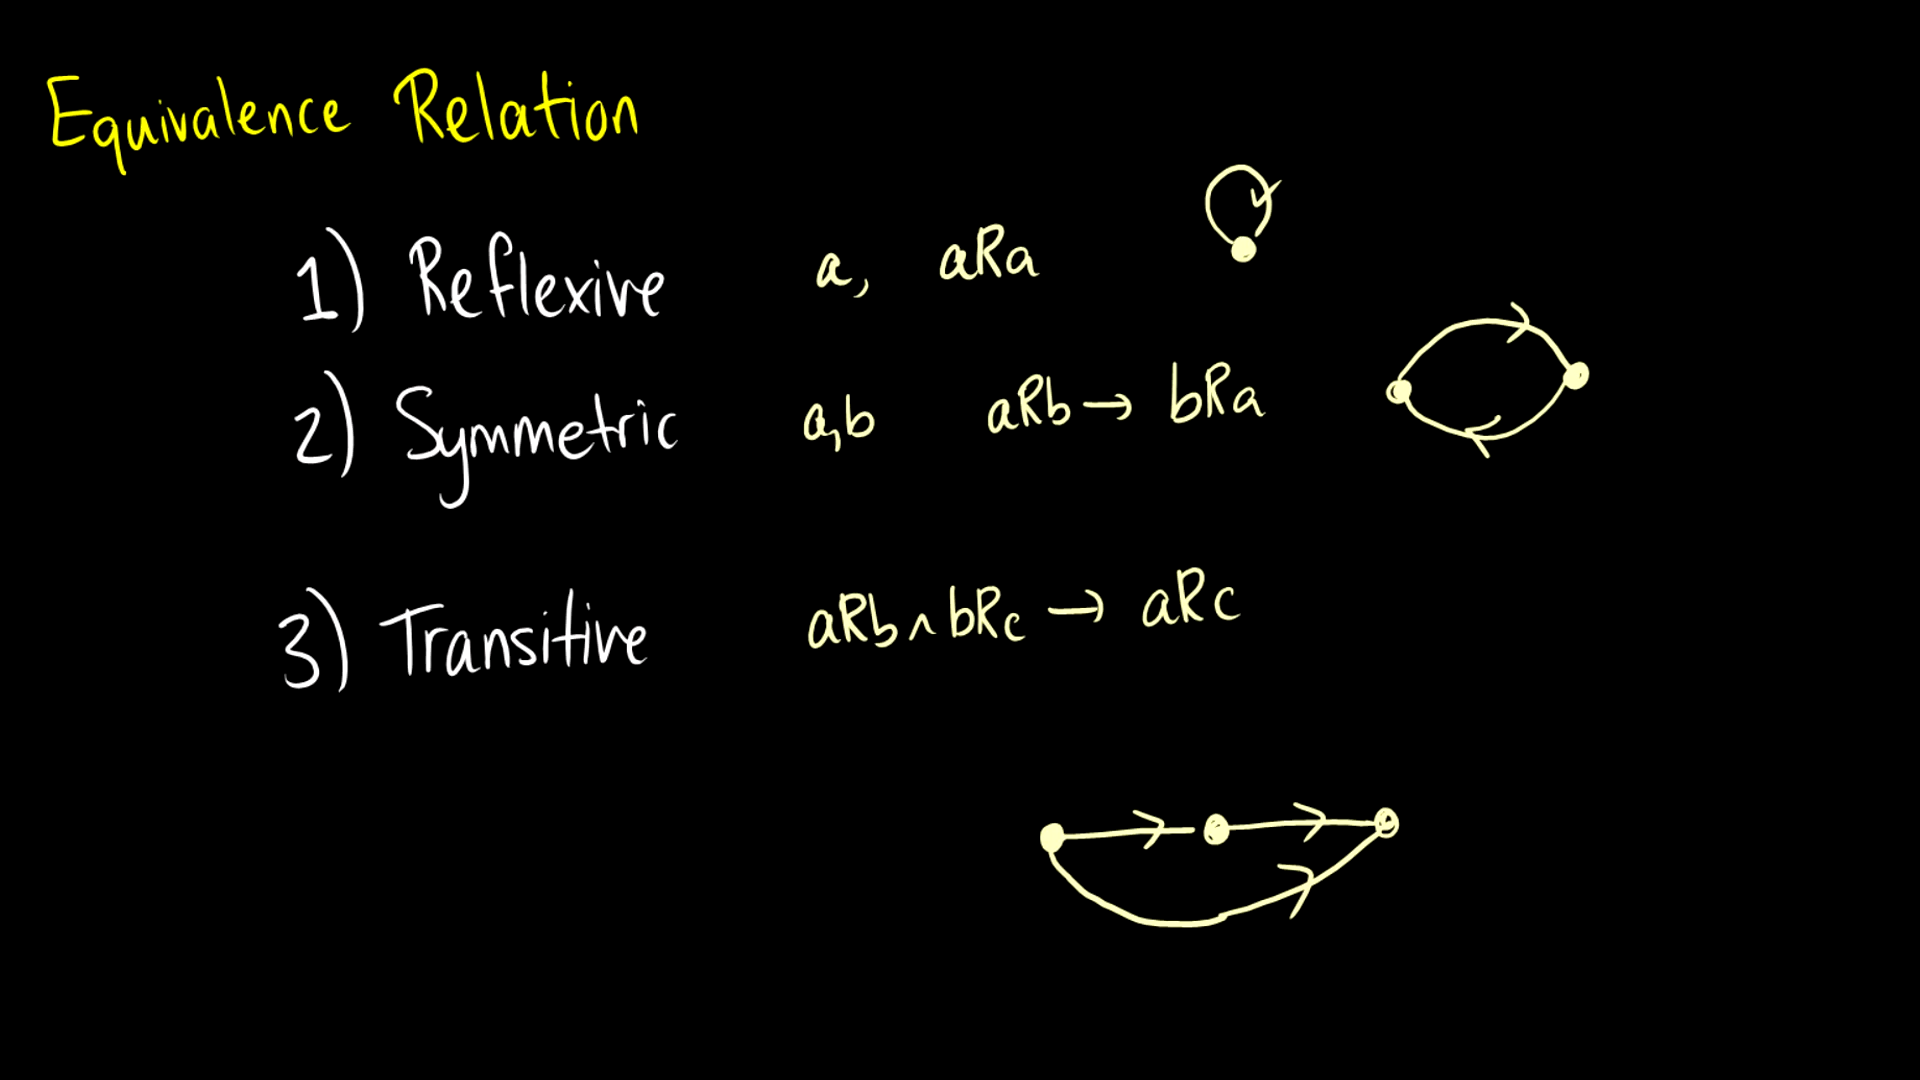 Equivalence Relation
1) Reflexive a, aRa
2) Symmetric a,b aRb → bRa
3) Transitive aRb ∧ bRc → aRc